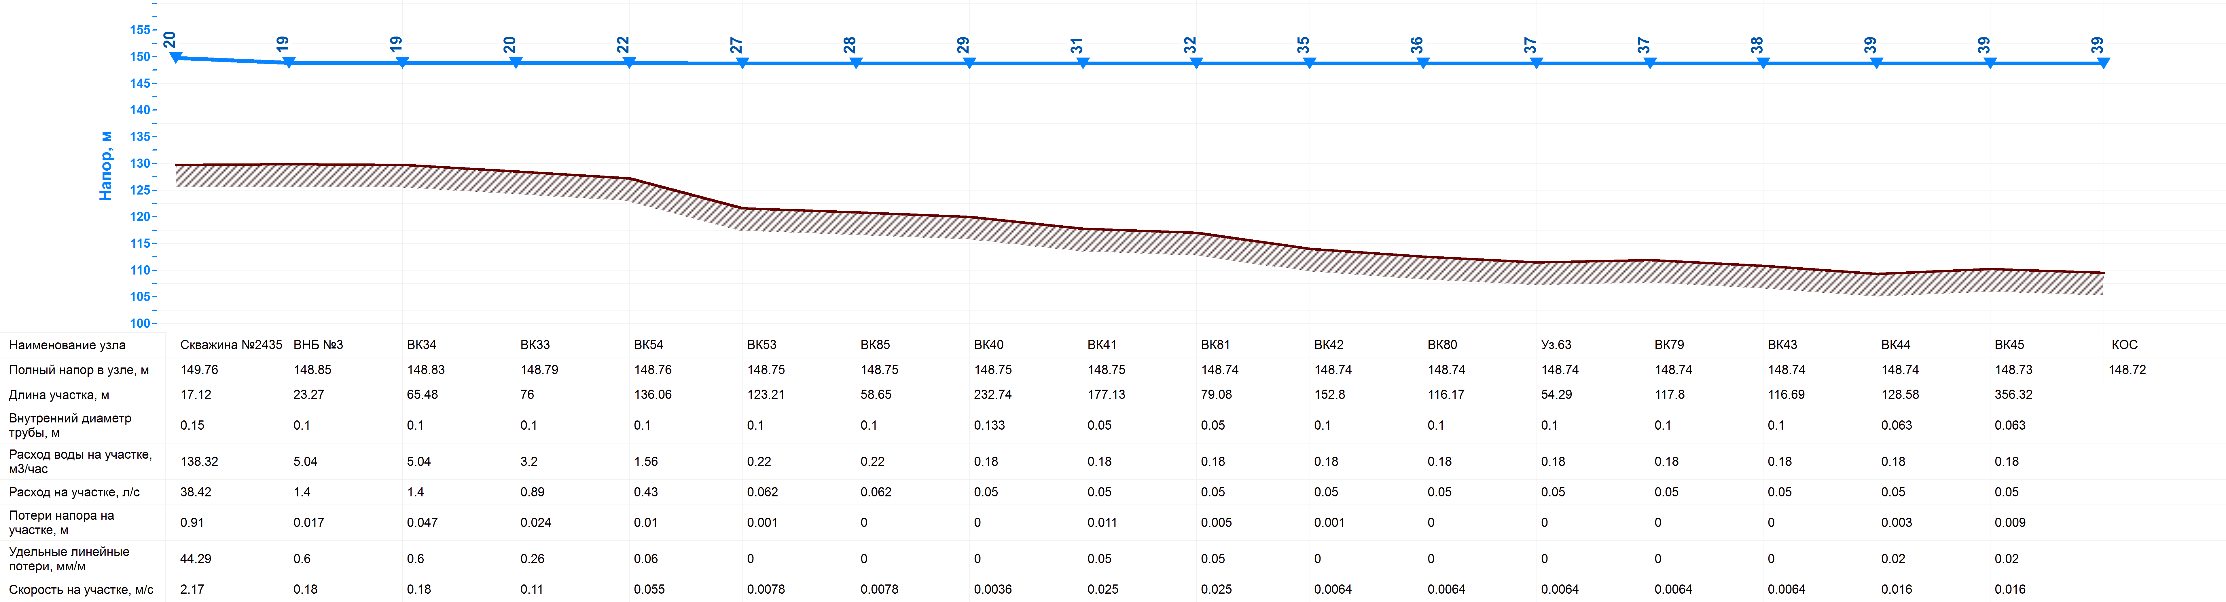 155
150
145
140
135
130
125
120
115
110
105
100
Напор, м
20 19 19 20 22 27 28 29 31 32 35 36 37 37 38 39 39 39
Наименование узла Скважина №2435 ВНБ №3 ВК34 ВК33 ВК54 ВК53 ВК85 ВК40 ВК41 ВК81 ВК42 ВК80 Уз.63 ВК79 ВК43 ВК44 ВК45 КОС
Полный напор в узле, м 149.76 148.85 148.83 148.79 148.76 148.75 148.75 148.75 148.75 148.74 148.74 148.74 148.74 148.74 148.74 148.74 148.73 148.72
Длина участка, м 17.12 23.27 65.48 76 136.06 123.21 58.65 232.74 177.13 79.08 152.8 116.17 54.29 117.8 116.69 128.58 356.32
Внутренний диаметр
трубы, м 0.15 0.1 0.1 0.1 0.1 0.1 0.1 0.133 0.05 0.05 0.1 0.1 0.1 0.1 0.1 0.063 0.063
Расход воды на участке,
м3/час 138.32 5.04 5.04 3.2 1.56 0.22 0.22 0.18 0.18 0.18 0.18 0.18 0.18 0.18 0.18 0.18 0.18
Расход на участке, л/с 38.42 1.4 1.4 0.89 0.43 0.062 0.062 0.05 0.05 0.05 0.05 0.05 0.05 0.05 0.05 0.05 0.05
Потери напора на
участке, м 0.91 0.017 0.047 0.024 0.01 0.001 0 0 0.011 0.005 0.001 0 0 0 0 0.003 0.009
Удельные линейные
потери, мм/м 44.29 0.6 0.6 0.26 0.06 0 0 0 0.05 0.05 0 0 0 0 0 0.02 0.02
Скорость на участке, м/с 2.17 0.18 0.18 0.11 0.055 0.0078 0.0078 0.0036 0.025 0.025 0.0064 0.0064 0.0064 0.0064 0.0064 0.016 0.016